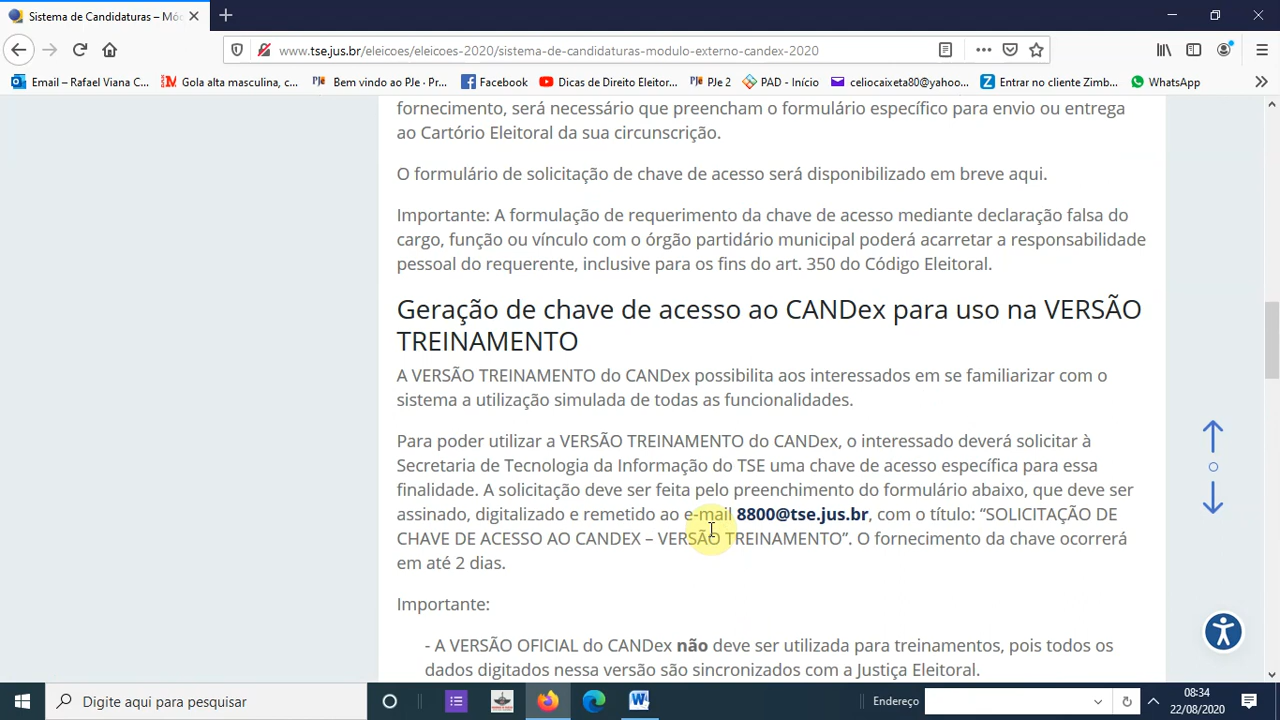 Sistema de Candidaturas – Mód
www.tse.jus.br/eleicoes/eleicoes-2020/sistema-de-candidaturas-modulo-externo-candex-2020
Email – Rafael Viana C... Gola alta masculina, c... Bem vindo ao PJe · Pr... Facebook Dicas de Direito Eleitor... PJe 2 PAD - Início celiocaixeta80@yahoo... Entrar no cliente Zimb... WhatsApp
fornecimento, será necessário que preencham o formulário específico para envio ou entrega
ao Cartório Eleitoral da sua circunscrição.
O formulário de solicitação de chave de acesso será disponibilizado em breve aqui.
Importante: A formulação de requerimento da chave de acesso mediante declaração falsa do
cargo, função ou vínculo com o órgão partidário municipal poderá acarretar a responsabilidade
pessoal do requerente, inclusive para os fins do art. 350 do Código Eleitoral.
Geração de chave de acesso ao CANDex para uso na VERSÃO
TREINAMENTO
A VERSÃO TREINAMENTO do CANDex possibilita aos interessados em se familiarizar com o
sistema a utilização simulada de todas as funcionalidades.
Para poder utilizar a VERSÃO TREINAMENTO do CANDex, o interessado deverá solicitar à
Secretaria de Tecnologia da Informação do TSE uma chave de acesso específica para essa
finalidade. A solicitação deve ser feita pelo preenchimento do formulário abaixo, que deve ser
assinado, digitalizado e remetido ao e-mail 8800@tse.jus.br, com o título: “SOLICITAÇÃO DE
CHAVE DE ACESSO AO CANDEX – VERSÃO TREINAMENTO”. O fornecimento da chave ocorrerá
em até 2 dias.
Importante:
- A VERSÃO OFICIAL do CANDex não deve ser utilizada para treinamentos, pois todos os
dados digitados nessa versão são sincronizados com a Justiça Eleitoral.
Digite aqui para pesquisar
Endereço
08:34
22/08/2020